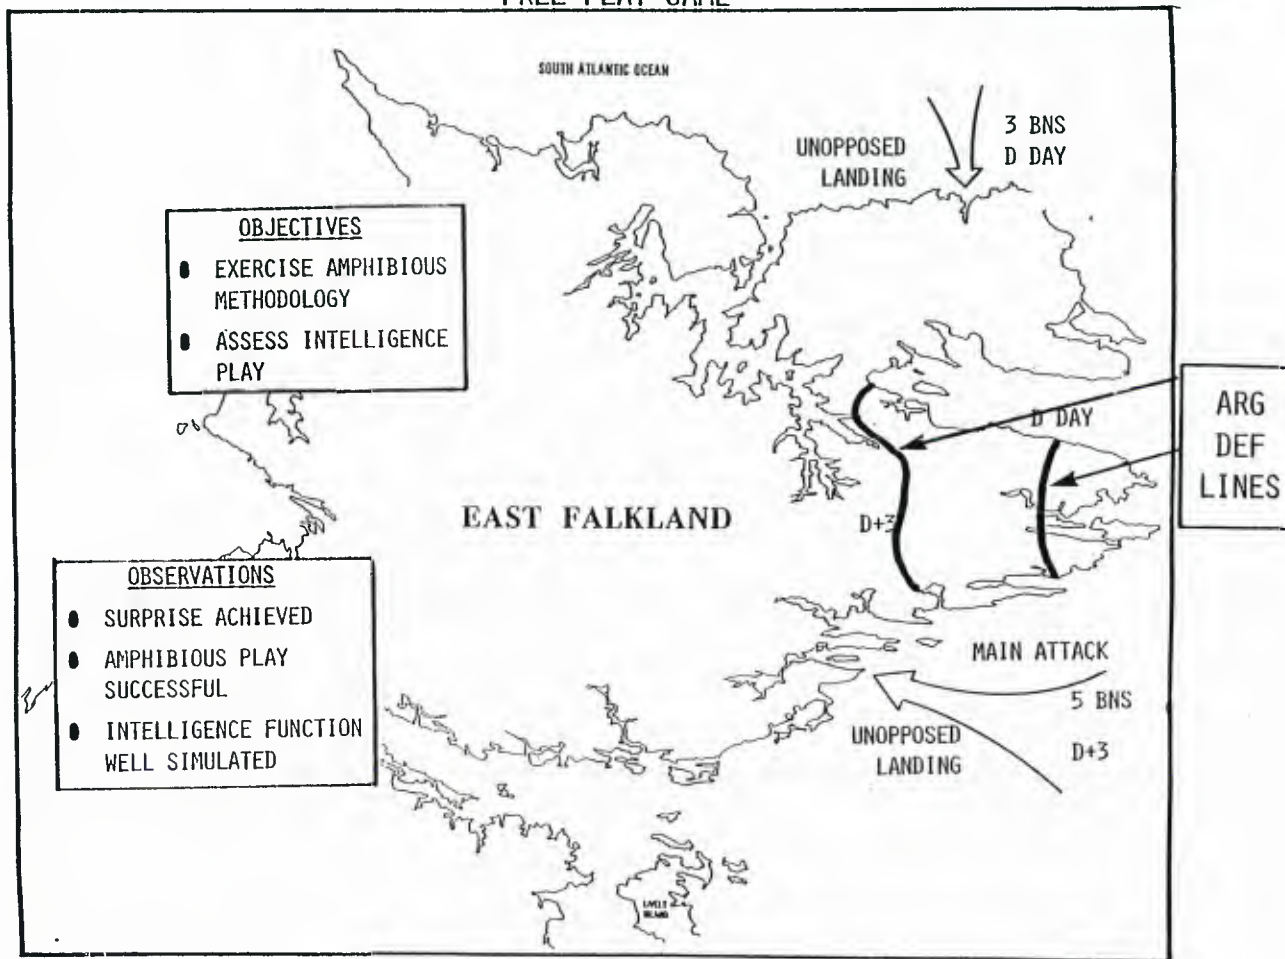 FREE PLAY GAME
SOUTH ATLANTIC OCEAN
3 BNS
D DAY
UNOPPOSED
LANDING
OBJECTIVES
● EXERCISE AMPHIBIOUS
METHODOLOGY
● ASSESS INTELLIGENCE
PLAY
ARG
DEF
LINES
D DAY
EAST FALKLAND
D+3
OBSERVATIONS
● SURPRISE ACHIEVED
● AMPHIBIOUS PLAY
SUCCESSFUL
● INTELLIGENCE FUNCTION
WELL SIMULATED
MAIN ATTACK
5 BNS
UNOPPOSED
LANDING
D+3
LIVELY
ISLAND